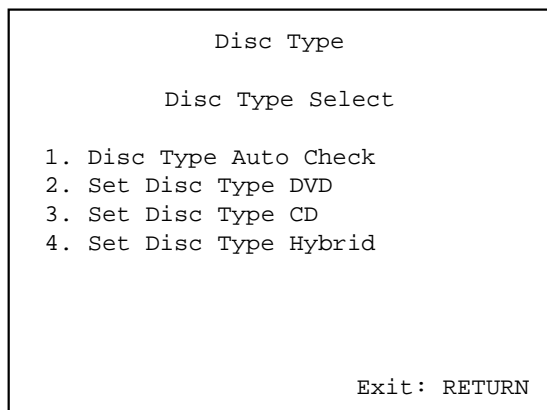 Disc Type
Disc Type Select
1. Disc Type Auto Check
2. Set Disc Type DVD
3. Set Disc Type CD
4. Set Disc Type Hybrid
Exit: RETURN